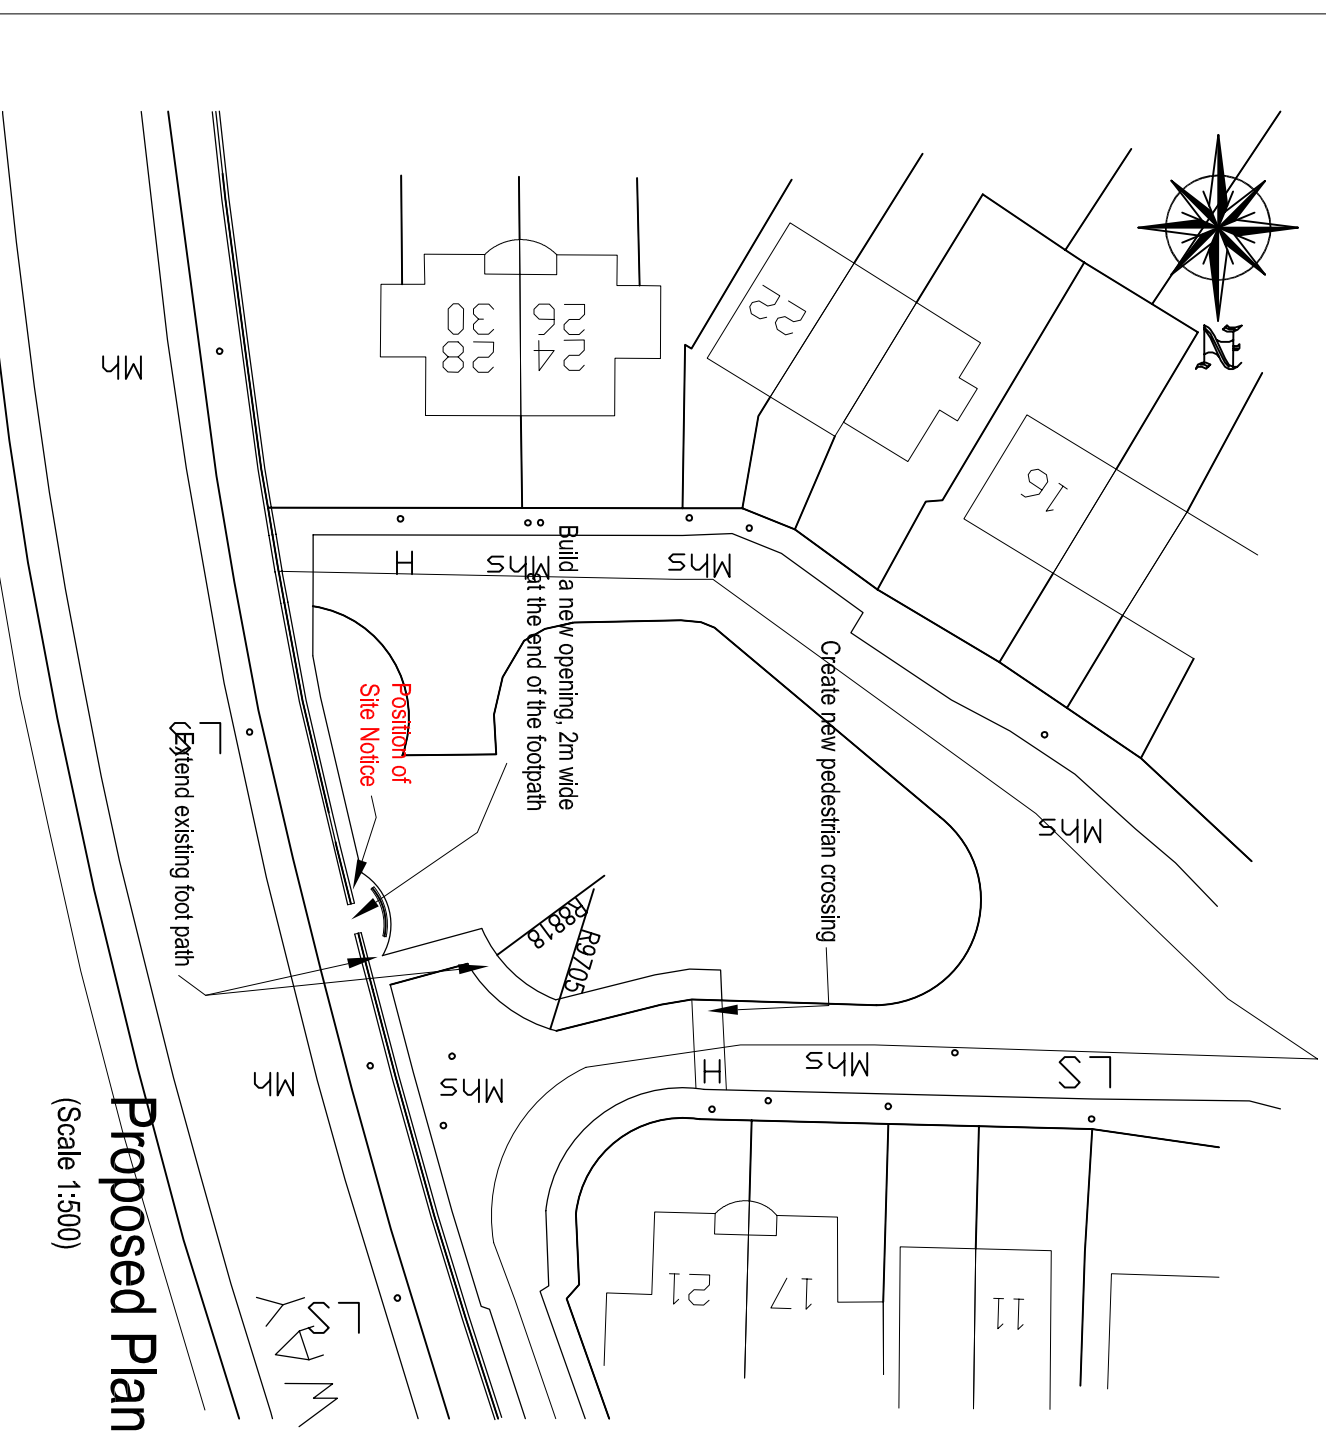 N
22
16
30
28
26
24
Mh
H
Mhs
Mhs
Mhs
Build a new opening, 2m wide
at the end of the footpath
Create new pedestrian crossing
Position of
Site Notice
Extend existing foot path
R8818
R9705
Mh
Mhs
H
Mhs
LS
21
17
11
LS
WAY
Proposed Plan
(Scale 1:500)